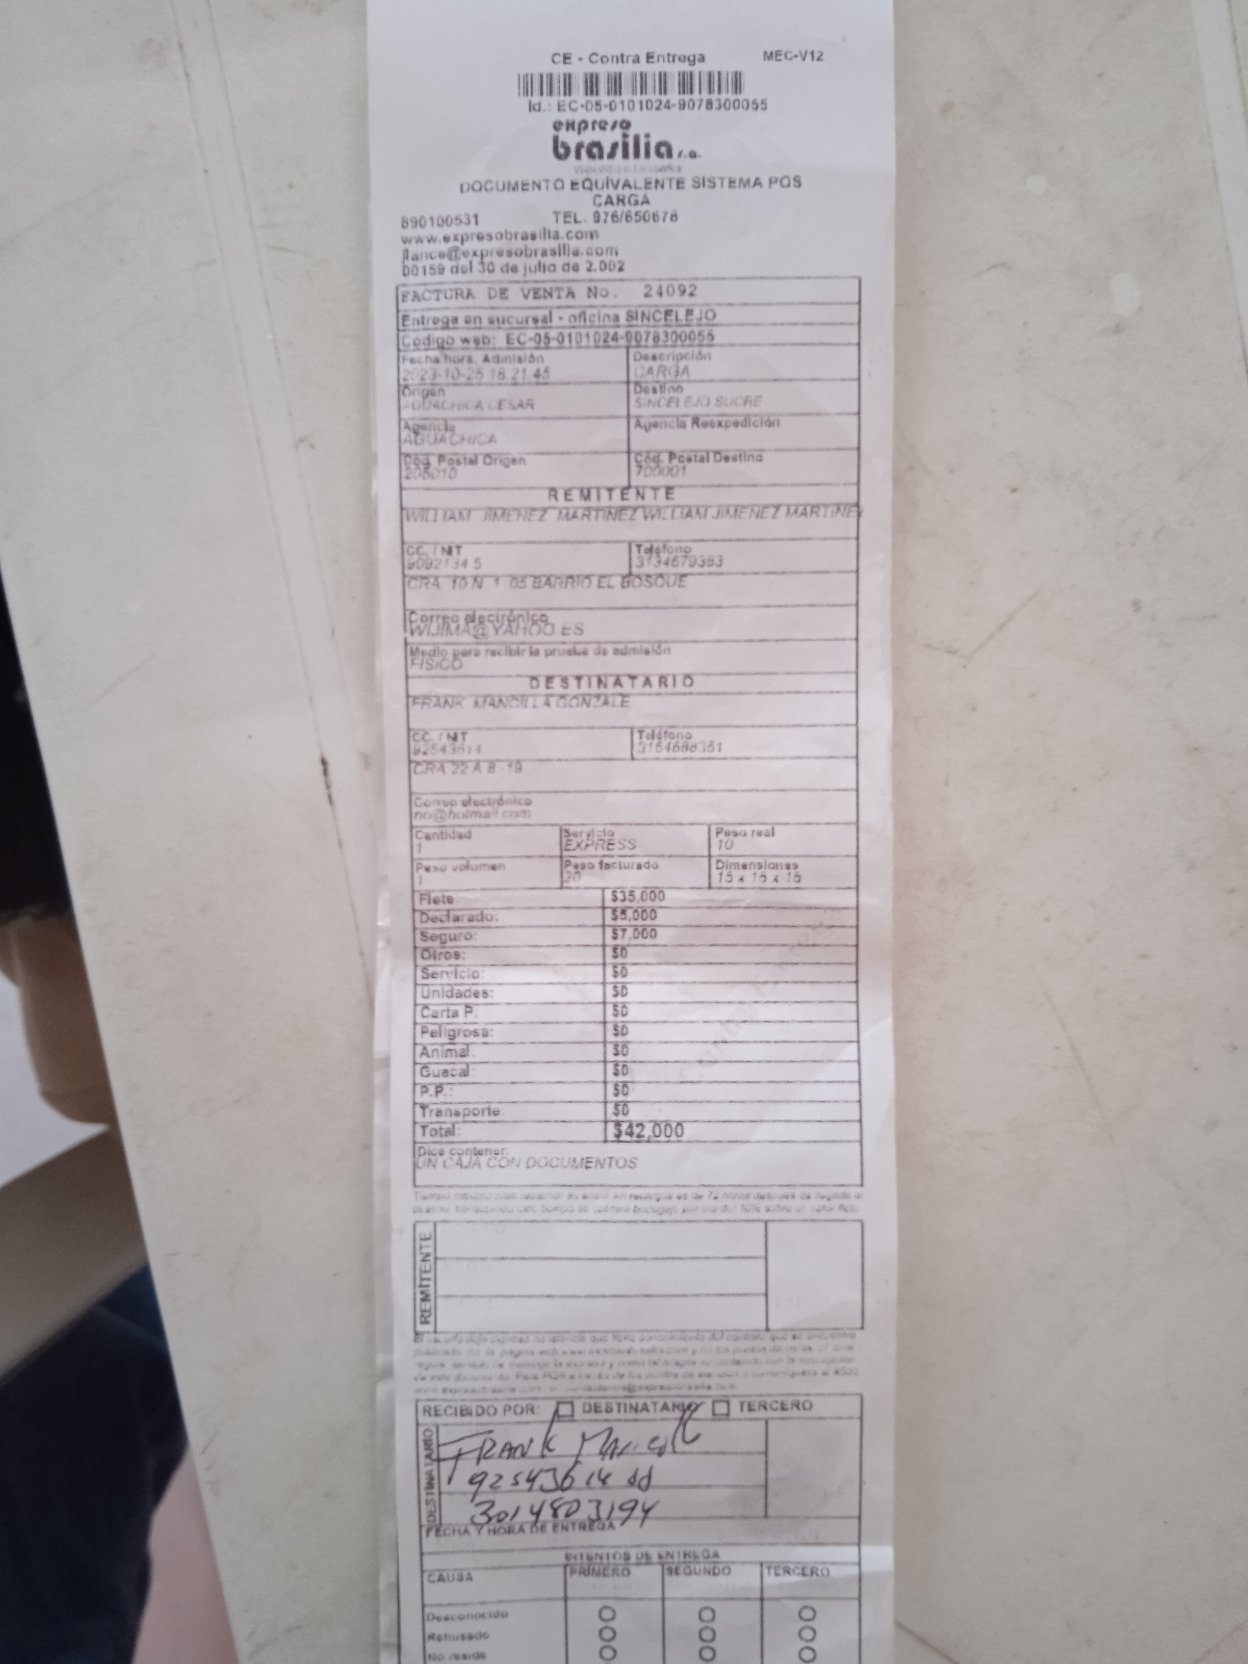 CE - Contra Entrega MEC-V12
Id.: EC-05-0101024-9078300055
expreso
brasilia s.a.
DOCUMENTO EQUIVALENTE SISTEMA POS
CARGA
890100531 TEL. 976/650678
www.expresobrasilia.com
jlance@expresobrasilia.com
00159 del 30 de julio de 2.002
FACTURA DE VENTA No. 24092
Entrega en sucursal - oficina SINCELEJO
Codigo web: EC-05-0101024-9078300055
Fecha hora. Admisión Descripción
2023-10-25 18:21:45 CARGA
Origen Destino
AGUACHICA CESAR SINCELEJO SUCRE
Agencia Agencia Reexpedición
AGUACHICA
Cód. Postal Origen Cód. Postal Destino
205010 700001
REMITENTE
WILLIAM JIMENEZ MARTINEZ WILLIAM JIMENEZ MARTINEZ
CC. / NIT Teléfono
9092134 5 3134679383
CRA 10 N 1 05 BARRIO EL BOSQUE
Correo electrónico
WIJIMA@YAHOO.ES
Medio para recibir la prueba de admisión
FISICO
DESTINATARIO
FRANK MANCILLA GONZALE
CC. / NIT Teléfono
92543614 3154688351
CRA 22 A 8 -19
Correo electrónico
no@hotmail.com
Cantidad Servicio Peso real
1 EXPRESS 10
Peso volumen Peso facturado Dimensiones
1 20 15 x 15 x 15
Flete: $35,000
Declarado: $5,000
Seguro: $7,000
Otros: $0
Servicio: $0
Unidades: $0
Carta P.: $0
Peligrosa: $0
Animal: $0
Guacal: $0
P.P.: $0
Transporte: $0
Total: $42,000
Dice contener:
UN CAJA CON DOCUMENTOS
REMITENTE
RECIBIDO POR: DESTINATARIO TERCERO
DESTINATARIO
FRANK
92543614
3014803194
FECHA Y HORA DE ENTREGA
INTENTOS DE ENTREGA
CAUSA PRIMERO SEGUNDO TERCERO
Desconocido
Rehusado
No reside